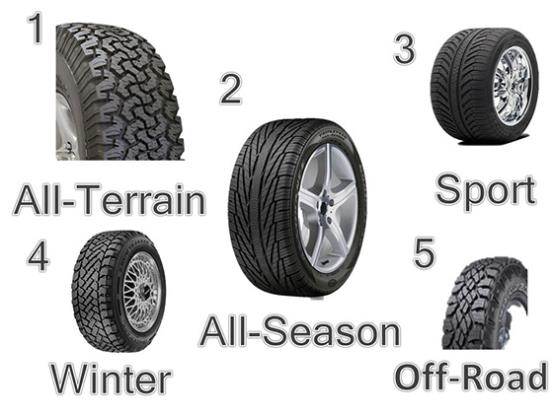 1
All-Terrain
2
All-Season
3
Sport
4
Winter
5
Off-Road